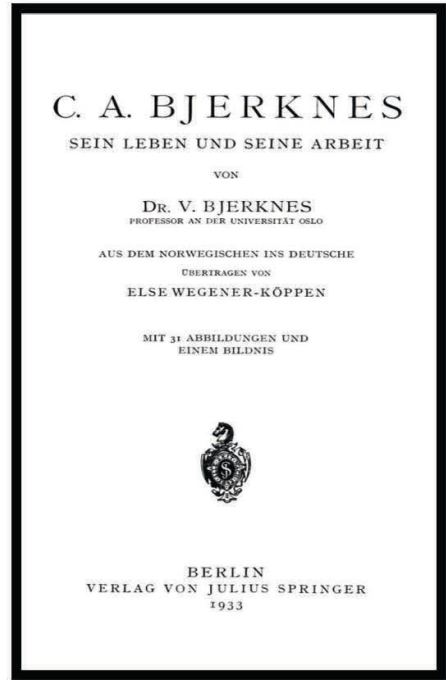 C. A. BJERKNES
SEIN LEBEN UND SEINE ARBEIT
VON
DR. V. BJERKNES
PROFESSOR AN DER UNIVERSITÄT OSLO
AUS DEM NORWEGISCHEN INS DEUTSCHE
ÜBERTRAGEN VON
ELSE WEGENER-KÖPPEN
MIT 31 ABBILDUNGEN UND
EINEM BILDNIS
BERLIN
VERLAG VON JULIUS SPRINGER
1933